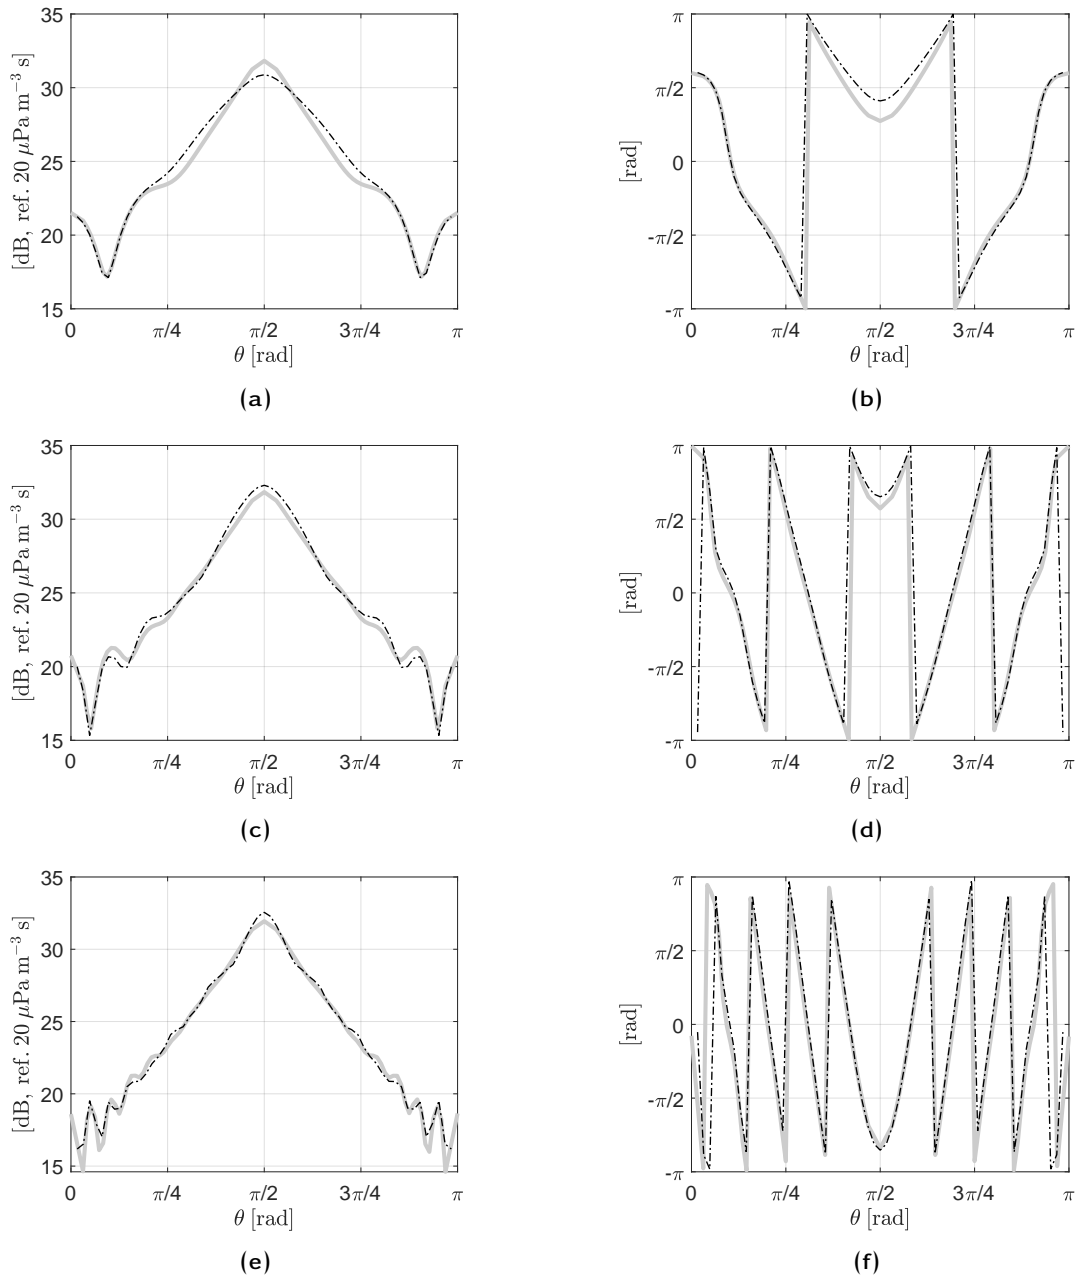 35
30
25
20
15
[dB, ref. 20 μPa m⁻³ s]
0 π/4 π/2 3π/4 π
θ [rad]
(a)
π
π/2
0
-π/2
-π
[rad]
0 π/4 π/2 3π/4 π
θ [rad]
(b)
35
30
25
20
15
[dB, ref. 20 μPa m⁻³ s]
0 π/4 π/2 3π/4 π
θ [rad]
(c)
π
π/2
0
-π/2
-π
[rad]
0 π/4 π/2 3π/4 π
θ [rad]
(d)
35
30
25
20
15
[dB, ref. 20 μPa m⁻³ s]
0 π/4 π/2 3π/4 π
θ [rad]
(e)
π
π/2
0
-π/2
-π
[rad]
0 π/4 π/2 3π/4 π
θ [rad]
(f)